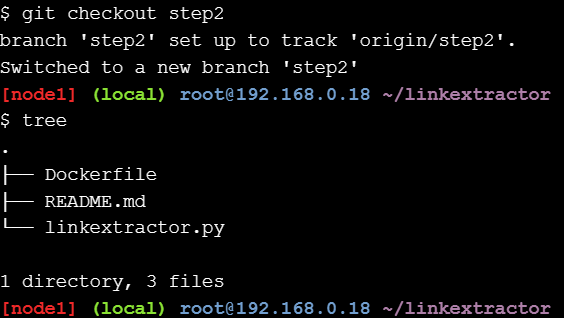 $ git checkout step2
branch 'step2' set up to track 'origin/step2'.
Switched to a new branch 'step2'
[node1] (local) root@192.168.0.18 ~/linkextractor
$ tree
.
├── Dockerfile
├── README.md
└── linkextractor.py
1 directory, 3 files
[node1] (local) root@192.168.0.18 ~/linkextractor